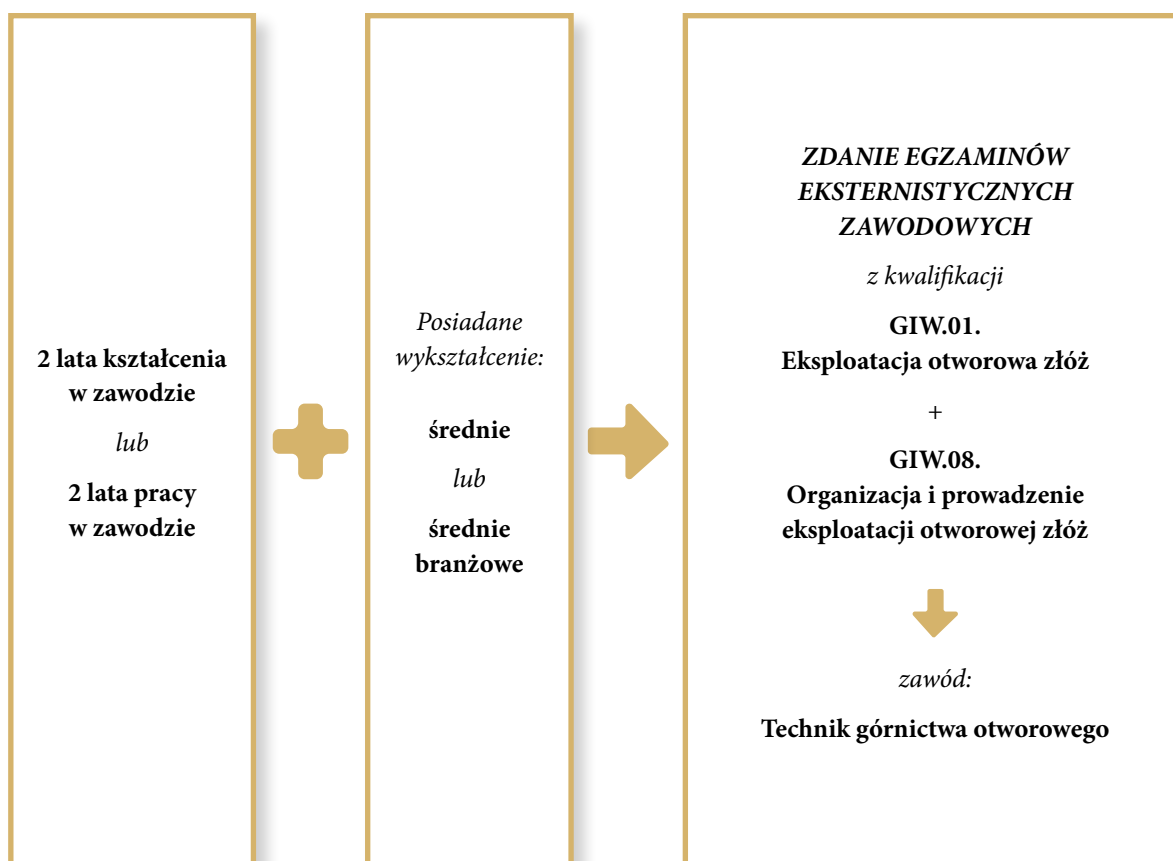 2 lata kształcenia
w zawodzie
lub
2 lata pracy
w zawodzie
Posiadane
wykształcenie:
średnie
lub
średnie
branżowe
ZDANIE EGZAMINÓW
EKSTERNISTYCZNYCH
ZAWODOWYCH
z kwalifikacji
GIW.01.
Eksploatacja otworowa złóż
+
GIW.08.
Organizacja i prowadzenie
eksploatacji otworowej złóż
zawód:
Technik górnictwa otworowego